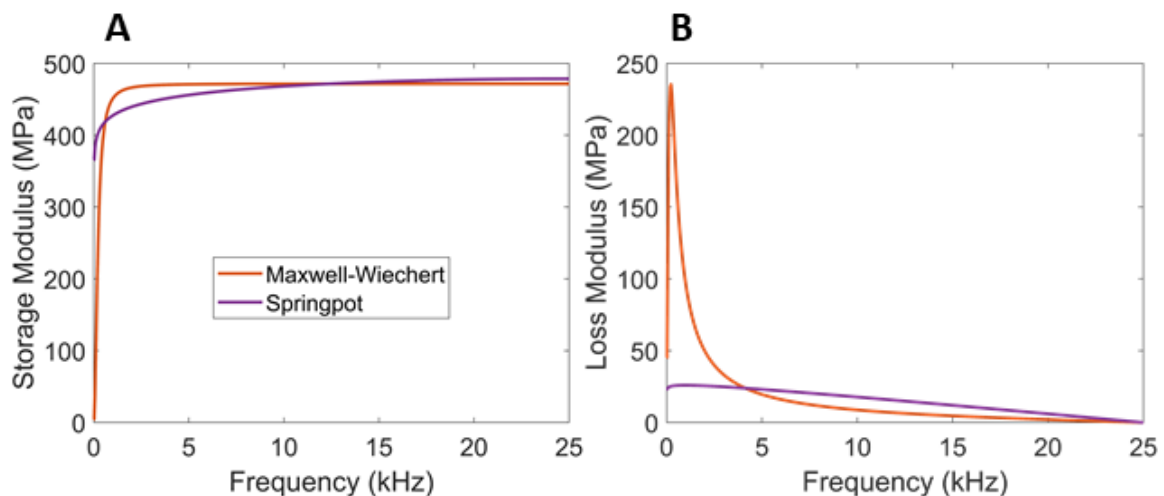 A
500
400
300
200
100
0
Storage Modulus (MPa)
Maxwell-Wiechert
Springpot
0 5 10 15 20 25
Frequency (kHz)
B
250
200
150
100
50
0
Loss Modulus (MPa)
0 5 10 15 20 25
Frequency (kHz)